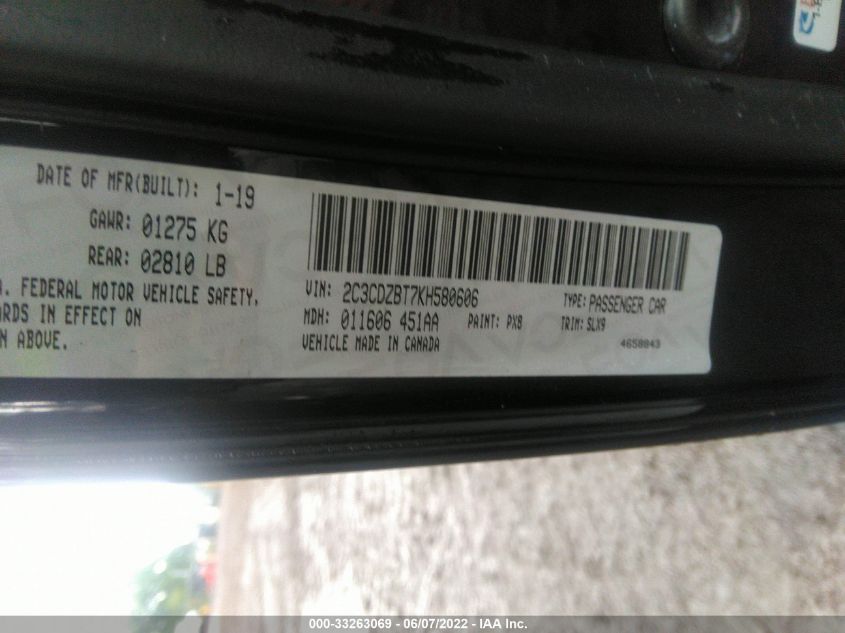 DATE OF MFR(BUILT): 1-19
GAWR: 01275 KG
REAR: 02810 LB
A. FEDERAL MOTOR VEHICLE SAFETY,
ARDS IN EFFECT ON
N ABOVE.
VIN: 2C3CDZBT7KH580606
TYPE: PASSENGER CAR
MDH: 011606 451AA
PAINT: PX8
TRIM: SLX9
VEHICLE MADE IN CANADA
4658843
000-33263069 - 06/07/2022 - IAA Inc.